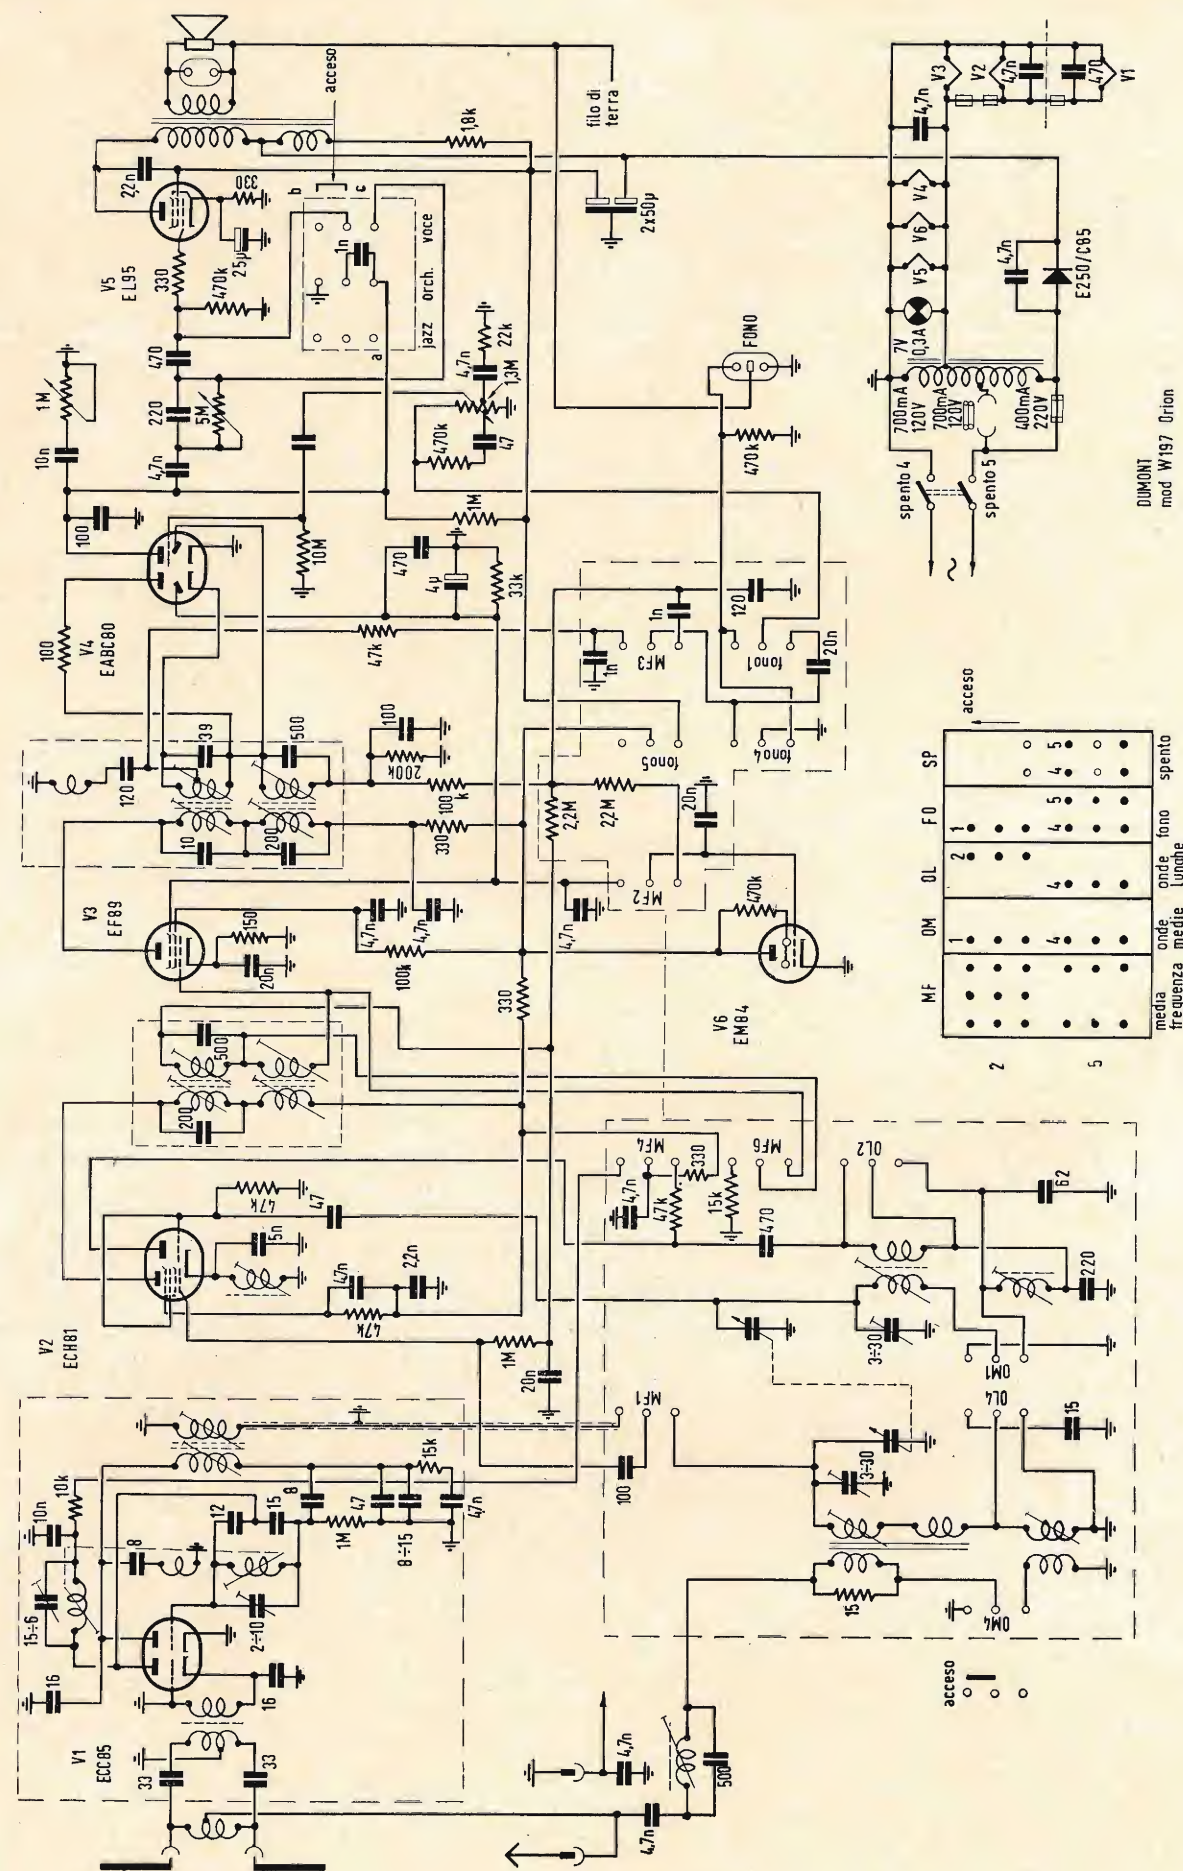 V1
ECC85
33
33
16
16
15÷6
10n
10k
8
12
15
2÷10
8
1M
47
8÷15
15k
47n
V2
ECH81
47k
47
5n
47n
47k
2,2n
1M
20n
200
500
V3
EF89
150
20n
4,7n
4,7n
100k
330
10
200
120
39
500
100
200k
100
k
330
V4
EABC80
100
100
10n
1M
47k
470
4µ
33k
10M
1M
4,7n
220
5M
470
470k
47
1,3M
4,7n
22k
V5
EL95
330
470k
25µ
330
2,2n
a
b
c
1n
jazz
orch.
voce
acceso
1,8k
2x50µ
filo di
terra
FONO
470k
2,2M
2,2M
4,7n
MF2
20n
V6
EM84
470k
fono5
fono4
MF3
fono1
1n
1n
120
20n
4,7n
4,7n
500
100
MF1
MF4
4,7n
47k
330
15k
MF6
470
OL2
62
220
3÷30
OM1
OL4
15
3÷30
15
OM4
acceso
spento 4
spento 5
700mA
120V
700mA
120V
400mA
220V
7V
0,3A
V5
V6
V4
4,7n
E250/C85
4,7n
V3
V2
4,7n
470
V1
acceso
MF
OM
OL
FO
SP
1
2
1
4
4
4
5
4
5
2
5
media
frequenza
onde
medie
onde
lunghe
fono
spento
DUMONT
mod W197 Orion